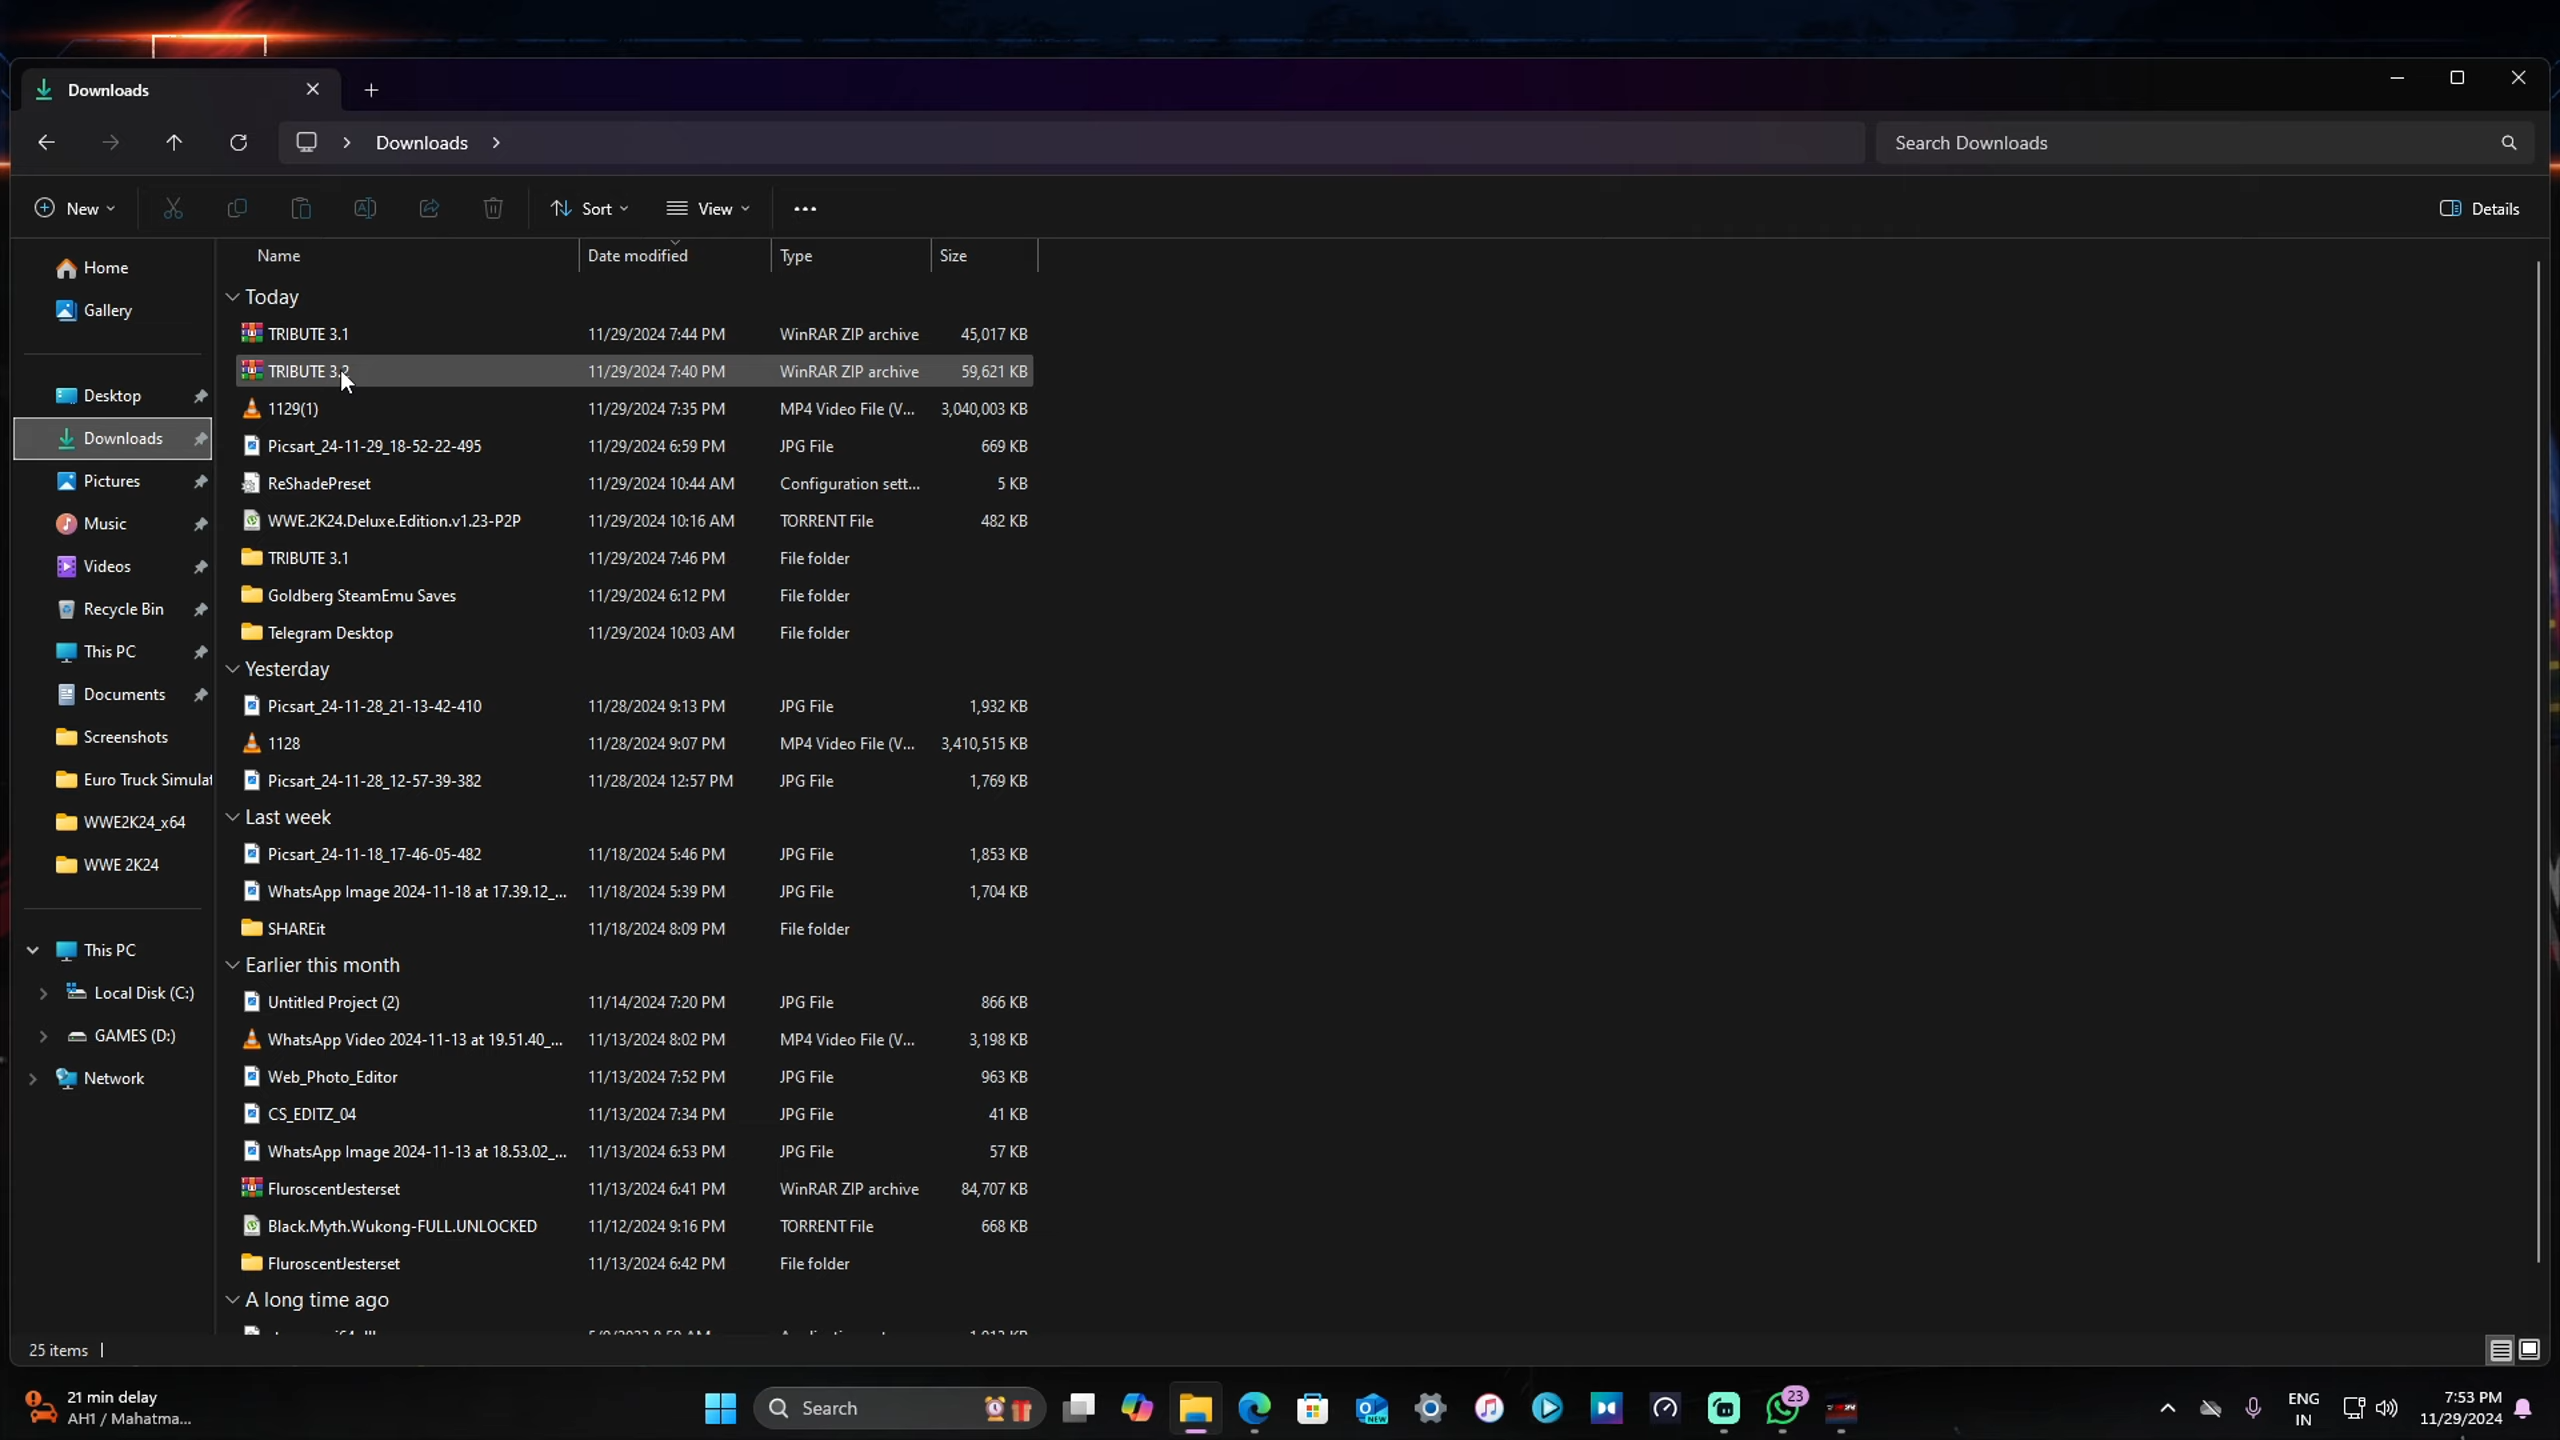 Downloads
Downloads
Search Downloads
New
Sort
View
Details
Name Date modified Type Size
Home
Gallery
Desktop
Downloads
Pictures
Music
Videos
Recycle Bin
This PC
Documents
Screenshots
Euro Truck Simulat
WWE2K24_x64
WWE 2K24
This PC
Local Disk (C:)
GAMES (D:)
Network
Today
TRIBUTE 3.1 11/29/2024 7:44 PM WinRAR ZIP archive 45,017 KB
TRIBUTE 3.2 11/29/2024 7:40 PM WinRAR ZIP archive 59,621 KB
1129(1) 11/29/2024 7:35 PM MP4 Video File (V... 3,040,003 KB
Picsart_24-11-29_18-52-22-495 11/29/2024 6:59 PM JPG File 669 KB
ReShadePreset 11/29/2024 10:44 AM Configuration sett... 5 KB
WWE.2K24.Deluxe.Edition.v1.23-P2P 11/29/2024 10:16 AM TORRENT File 482 KB
TRIBUTE 3.1 11/29/2024 7:46 PM File folder
Goldberg SteamEmu Saves 11/29/2024 6:12 PM File folder
Telegram Desktop 11/29/2024 10:03 AM File folder
Yesterday
Picsart_24-11-28_21-13-42-410 11/28/2024 9:13 PM JPG File 1,932 KB
1128 11/28/2024 9:07 PM MP4 Video File (V... 3,410,515 KB
Picsart_24-11-28_12-57-39-382 11/28/2024 12:57 PM JPG File 1,769 KB
Last week
Picsart_24-11-18_17-46-05-482 11/18/2024 5:46 PM JPG File 1,853 KB
WhatsApp Image 2024-11-18 at 17.39.12_... 11/18/2024 5:39 PM JPG File 1,704 KB
SHAREit 11/18/2024 8:09 PM File folder
Earlier this month
Untitled Project (2) 11/14/2024 7:20 PM JPG File 866 KB
WhatsApp Video 2024-11-13 at 19.51.40_... 11/13/2024 8:02 PM MP4 Video File (V... 3,198 KB
Web_Photo_Editor 11/13/2024 7:52 PM JPG File 963 KB
CS_EDITZ_04 11/13/2024 7:34 PM JPG File 41 KB
WhatsApp Image 2024-11-13 at 18.53.02_... 11/13/2024 6:53 PM JPG File 57 KB
FluroscentJesterset 11/13/2024 6:41 PM WinRAR ZIP archive 84,707 KB
Black.Myth.Wukong-FULL.UNLOCKED 11/12/2024 9:16 PM TORRENT File 668 KB
FluroscentJesterset 11/13/2024 6:42 PM File folder
A long time ago
25 items
21 min delay
AH1 / Mahatma...
Search
NEW
23
ENG
IN
7:53 PM
11/29/2024